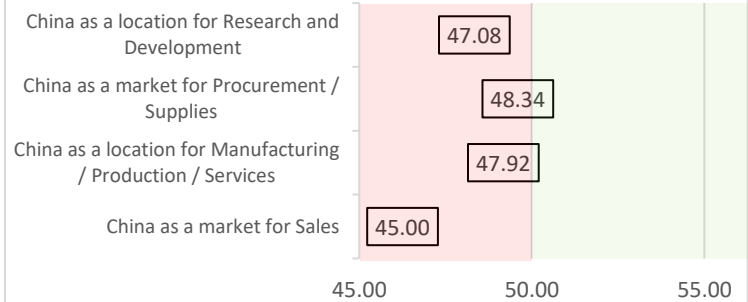 China as a location for Research and
Development
47.08
China as a market for Procurement /
Supplies
48.34
China as a location for Manufacturing
/ Production / Services
47.92
China as a market for Sales
45.00
45.00 50.00 55.00